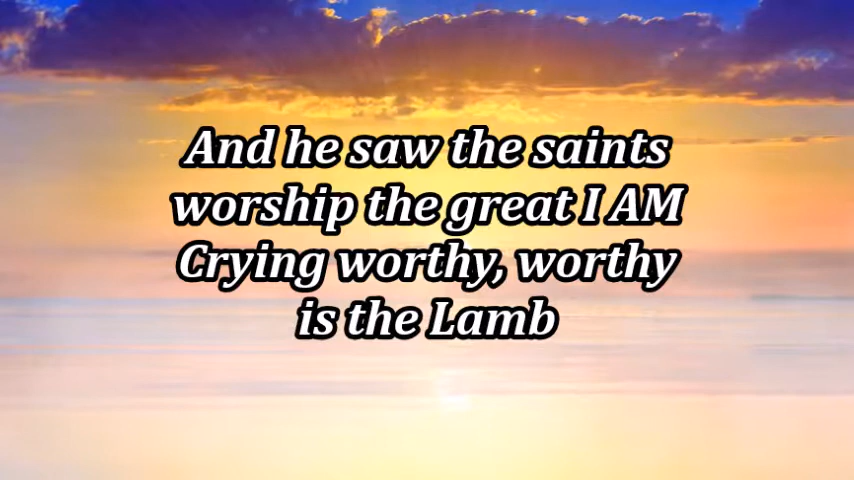 And he saw the saints
worship the great I AM
Crying worthy, worthy
is the Lamb